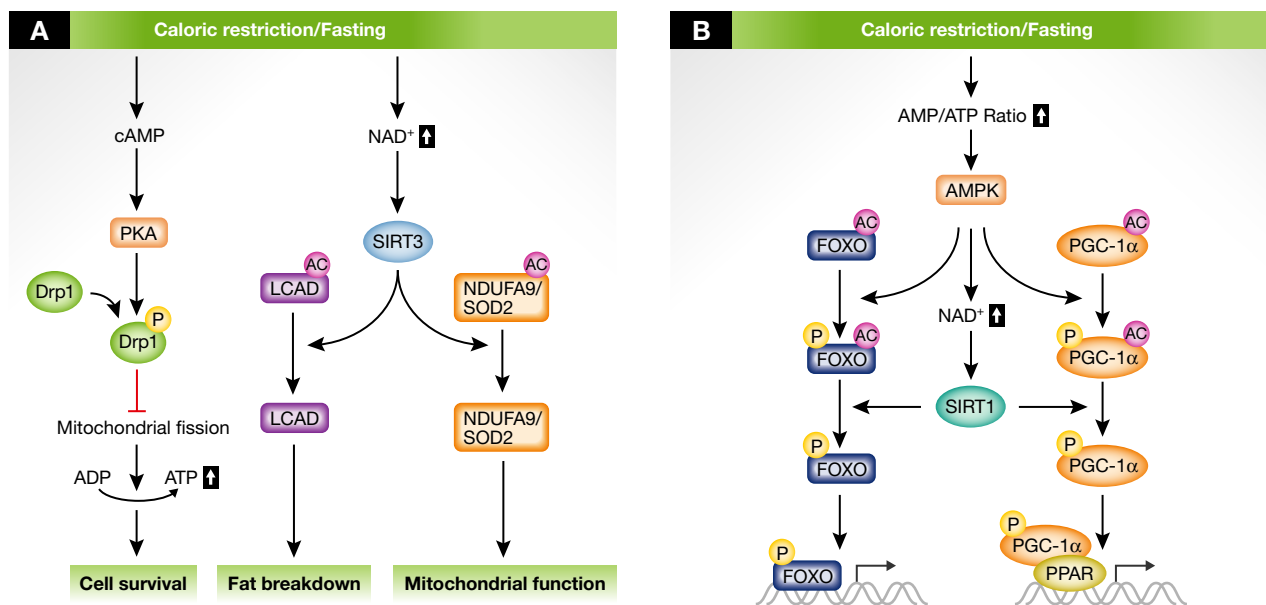 A
Caloric restriction/Fasting
cAMP
NAD⁺
PKA
SIRT3
AC
LCAD
AC
NDUFA9/
SOD2
Drp1
P
Drp1
Mitochondrial fission
LCAD
NDUFA9/
SOD2
ADP
ATP
Cell survival
Fat breakdown
Mitochondrial function
B
Caloric restriction/Fasting
AMP/ATP Ratio
AMPK
AC
FOXO
AC
PGC-1α
NAD⁺
P
AC
FOXO
P
AC
PGC-1α
SIRT1
P
FOXO
P
PGC-1α
P
FOXO
P
PGC-1α
PPAR